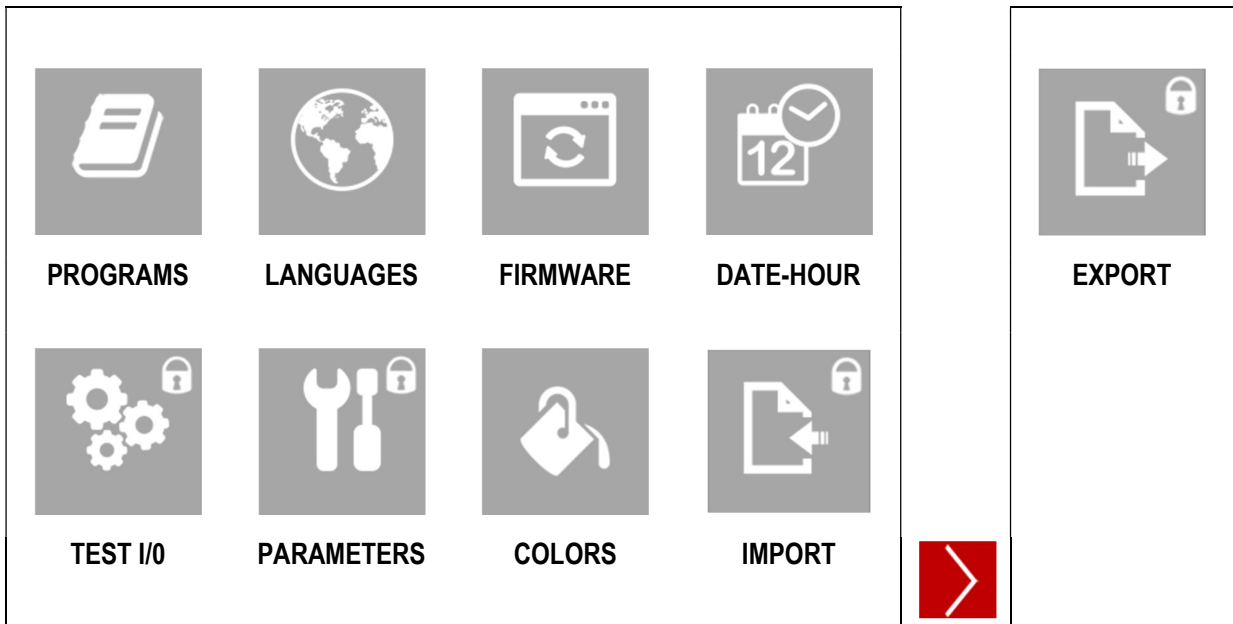 12
PROGRAMS LANGUAGES FIRMWARE DATE-HOUR EXPORT
TEST I/0 PARAMETERS COLORS IMPORT